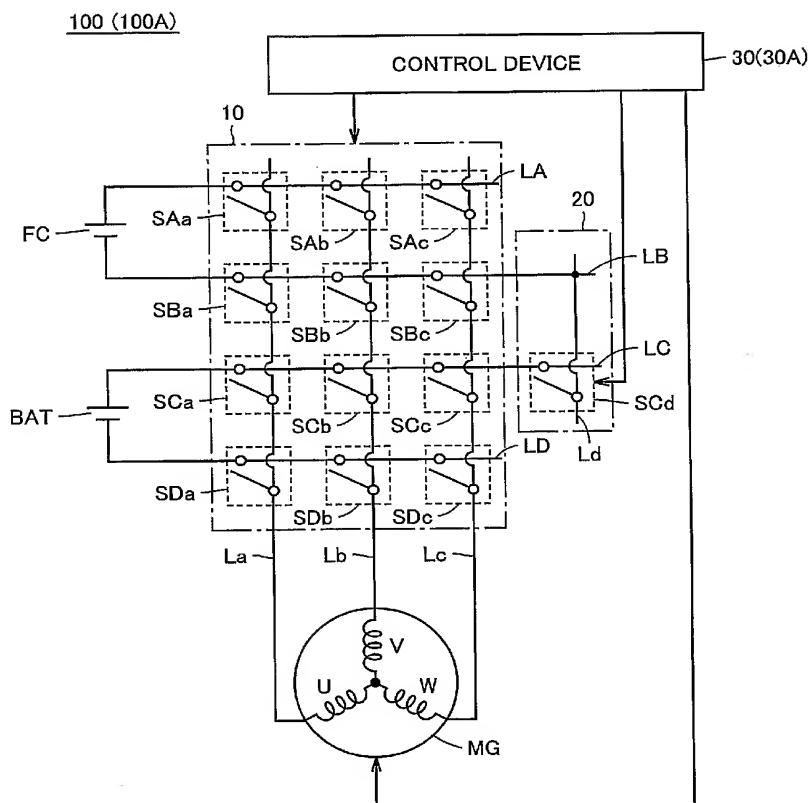 100 (100A)
CONTROL DEVICE
30(30A)
10
LA
SAa
SAb
SAc
FC
20
LB
SBa
SBb
SBc
LC
SCa
SCb
SCc
SCd
BAT
LD
Ld
SDa
SDb
SDc
La
Lb
Lc
V
U
W
MG